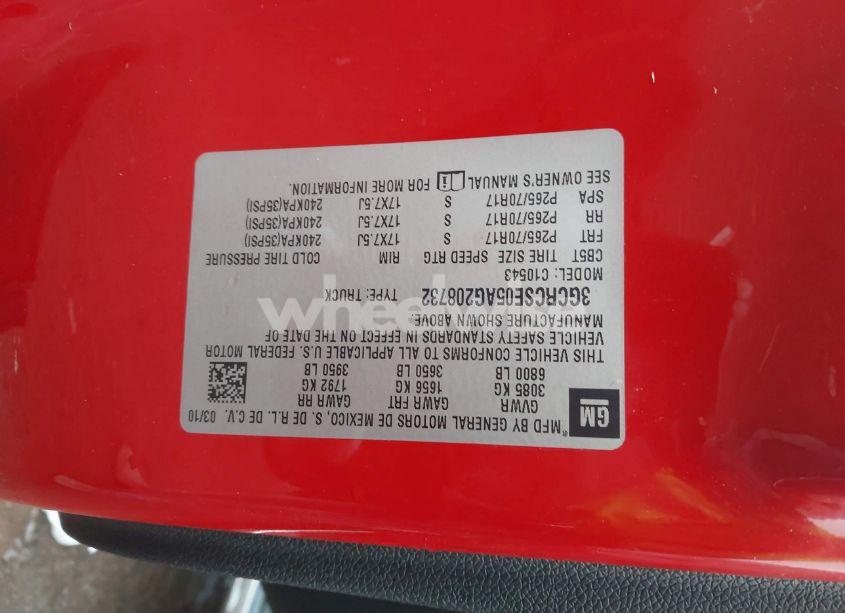 GM
MFD BY GENERAL MOTORS DE MEXICO, S. DE R.L. DE C.V. 03/10
GVWR GAWR FRT GAWR RR
3085 KG 1656 KG 1792 KG
6800 LB 3650 LB 3950 LB
THIS VEHICLE CONFORMS TO ALL APPLICABLE U.S. FEDERAL MOTOR
VEHICLE SAFETY STANDARDS IN EFFECT ON THE DATE OF
MANUFACTURE SHOWN ABOVE.
3GCRCSE05AG208732 TYPE: TRUCK
MODEL: C10543
CB5T TIRE SIZE SPEED RTG RIM COLD TIRE PRESSURE
FRT P265/70R17 S 17X7.5J 240KPA(35PSI)
RR P265/70R17 S 17X7.5J 240KPA(35PSI)
SPA P265/70R17 S 17X7.5J 240KPA(35PSI)
SEE OWNER'S MANUAL FOR MORE INFORMATION.